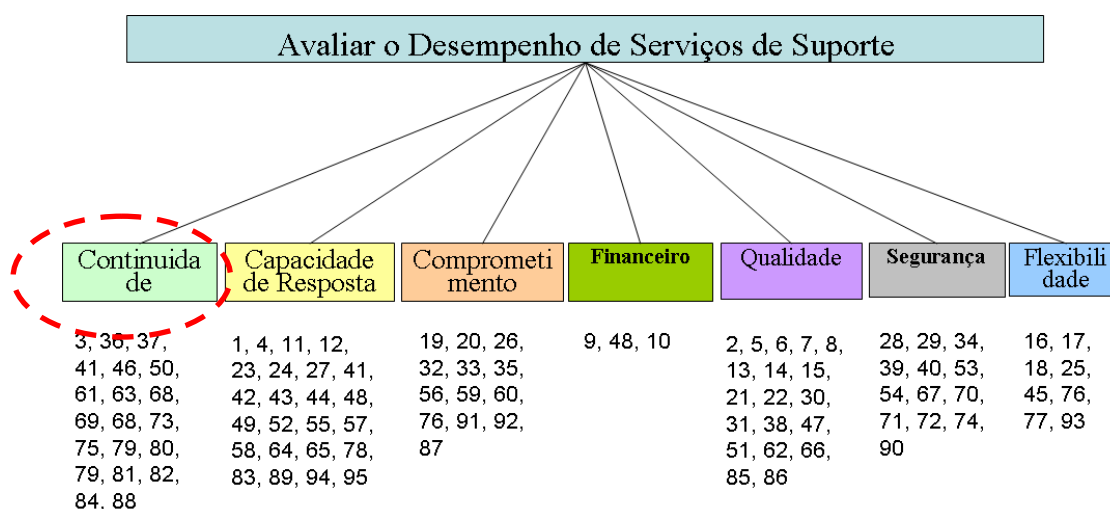 Avaliar o Desempenho de Serviços de Suporte
Continuida
de
Capacidade
de Resposta
Comprometi
mento
Financeiro
Qualidade
Segurança
Flexibili
dade
3, 36, 37,
41, 46, 50,
61, 63, 68,
69, 68, 73,
75, 79, 80,
79, 81, 82,
84, 88
1, 4, 11, 12,
23, 24, 27, 41,
42, 43, 44, 48,
49, 52, 55, 57,
58, 64, 65, 78,
83, 89, 94, 95
19, 20, 26,
32, 33, 35,
56, 59, 60,
76, 91, 92,
87
9, 48, 10
2, 5, 6, 7, 8,
13, 14, 15,
21, 22, 30,
31, 38, 47,
51, 62, 66,
85, 86
28, 29, 34,
39, 40, 53,
54, 67, 70,
71, 72, 74,
90
16, 17,
18, 25,
45, 76,
77, 93